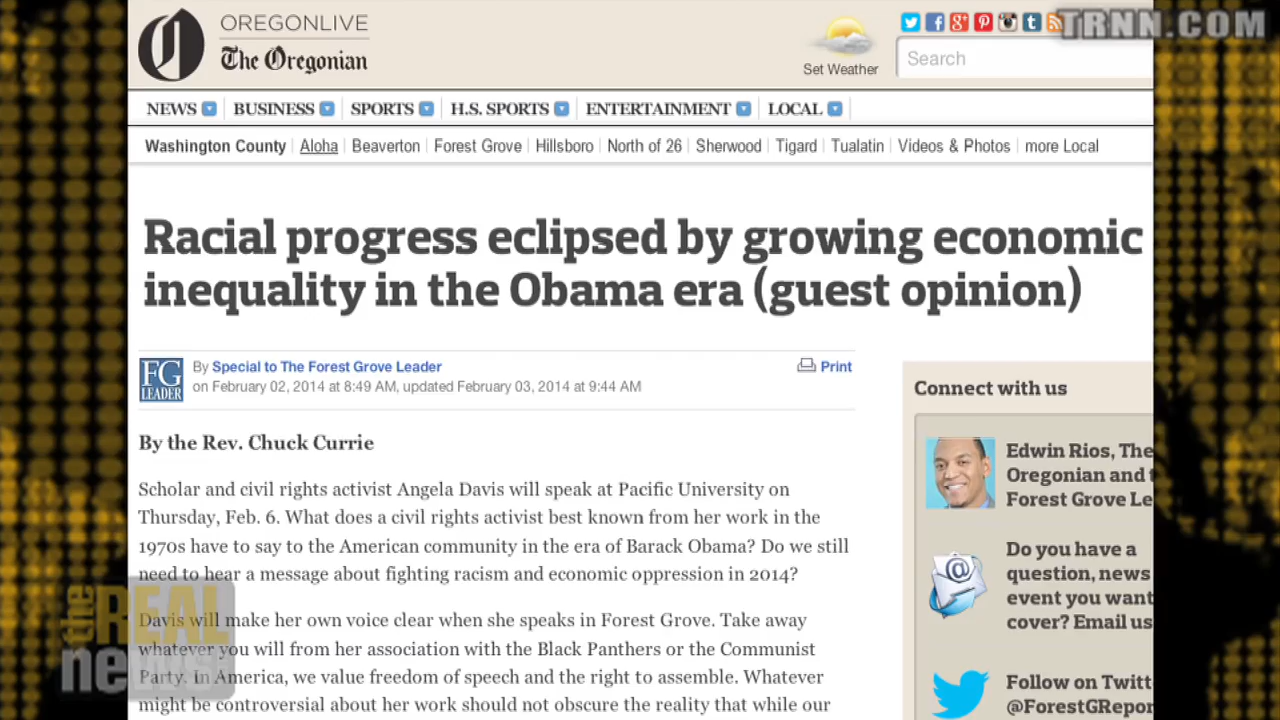 OREGONLIVE
The Oregonian
Set Weather
TRNN.COM
Search
NEWS BUSINESS SPORTS H.S. SPORTS ENTERTAINMENT LOCAL
Washington County Aloha Beaverton Forest Grove Hillsboro North of 26 Sherwood Tigard Tualatin Videos & Photos more Local
Racial progress eclipsed by growing economic
inequality in the Obama era (guest opinion)
FG
LEADER
By Special to The Forest Grove Leader
on February 02, 2014 at 8:49 AM, updated February 03, 2014 at 9:44 AM
Print
By the Rev. Chuck Currie
Scholar and civil rights activist Angela Davis will speak at Pacific University on
Thursday, Feb. 6. What does a civil rights activist best known from her work in the
1970s have to say to the American community in the era of Barack Obama? Do we still
need to hear a message about fighting racism and economic oppression in 2014?
Davis will make her own voice clear when she speaks in Forest Grove. Take away
whatever you will from her association with the Black Panthers or the Communist
Party. In America, we value freedom of speech and the right to assemble. Whatever
might be controversial about her work should not obscure the reality that while our
Connect with us
Edwin Rios, The
Oregonian and
Forest Grove Le
Do you have a
question, news
event you want
cover? Email us
Follow on Twitt
@ForestGRepor
the REAL
news